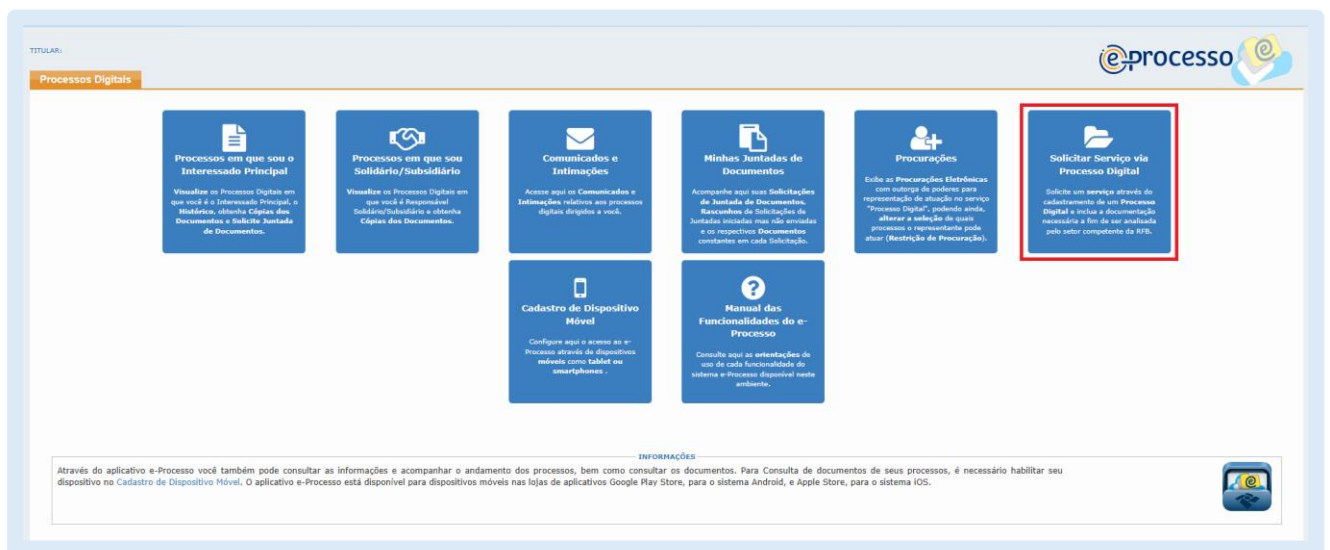 TITULAR:
e-processo
Processos Digitais
Processos em que sou o
Interessado Principal
Visualize os Processos Digitais em
que você é o Interessado Principal, o
Histórico, obtenha Cópias dos
Documentos e Solicite Juntada
de Documentos.
Processos em que sou
Solidário/Subsidiário
Visualize os Processos Digitais em
que você é Responsável
Solidário/Subsidiário e obtenha
Cópias dos Documentos.
Comunicados e
Intimações
Acesse aqui os Comunicados e
Intimações relativos aos processos
digitais dirigidos a você.
Minhas Juntadas de
Documentos
Acompanhe aqui suas Solicitações
de Juntada de Documentos,
Rascunhos de Solicitações de
Juntadas iniciadas mas não enviadas
e os respectivos Documentos
constantes em cada Solicitação.
Procurações
Exibe as Procurações Eletrônicas
com outorga de poderes para
representação de atuação no serviço
"Processo Digital", podendo ainda,
alterar a seleção de quais
processos o representante pode
atuar (Restrição de Procuração).
Solicitar Serviço via
Processo Digital
Solicite um serviço através do
cadastramento de um Processo
Digital e inclua a documentação
necessária a fim de ser analisada
pelo setor competente da RFB.
Cadastro de Dispositivo
Móvel
Configure aqui o acesso ao e-
Processo através de dispositivos
móveis como tablet ou
smartphones .
Manual das
Funcionalidades do e-
Processo
Consulte aqui as orientações de
uso de cada funcionalidade do
sistema e-Processo disponível neste
ambiente.
INFORMAÇÕES
Através do aplicativo e-Processo você também pode consultar as informações e acompanhar o andamento dos processos, bem como consultar os documentos. Para Consulta de documentos de seus processos, é necessário habilitar seu
dispositivo no Cadastro de Dispositivo Móvel. O aplicativo e-Processo está disponível para dispositivos móveis nas lojas de aplicativos Google Play Store, para o sistema Android, e Apple Store, para o sistema iOS.